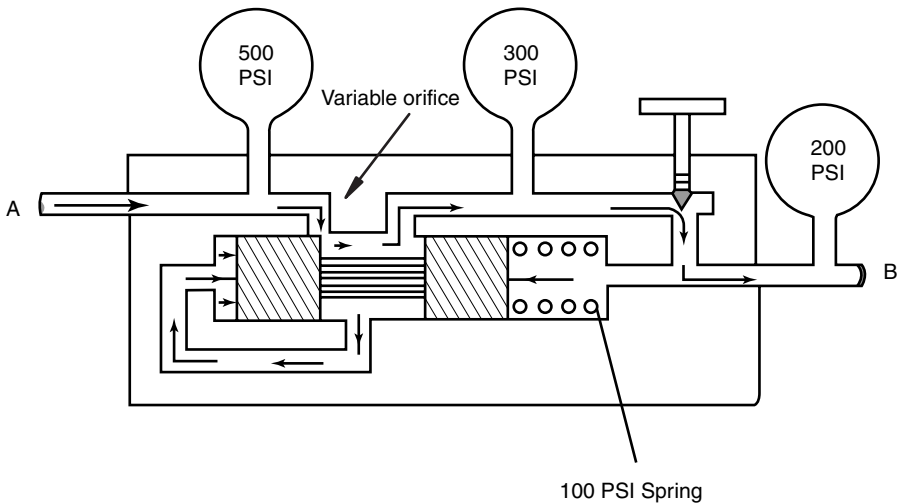 500
PSI
300
PSI
Variable orifice
200
PSI
A
B
100 PSI Spring